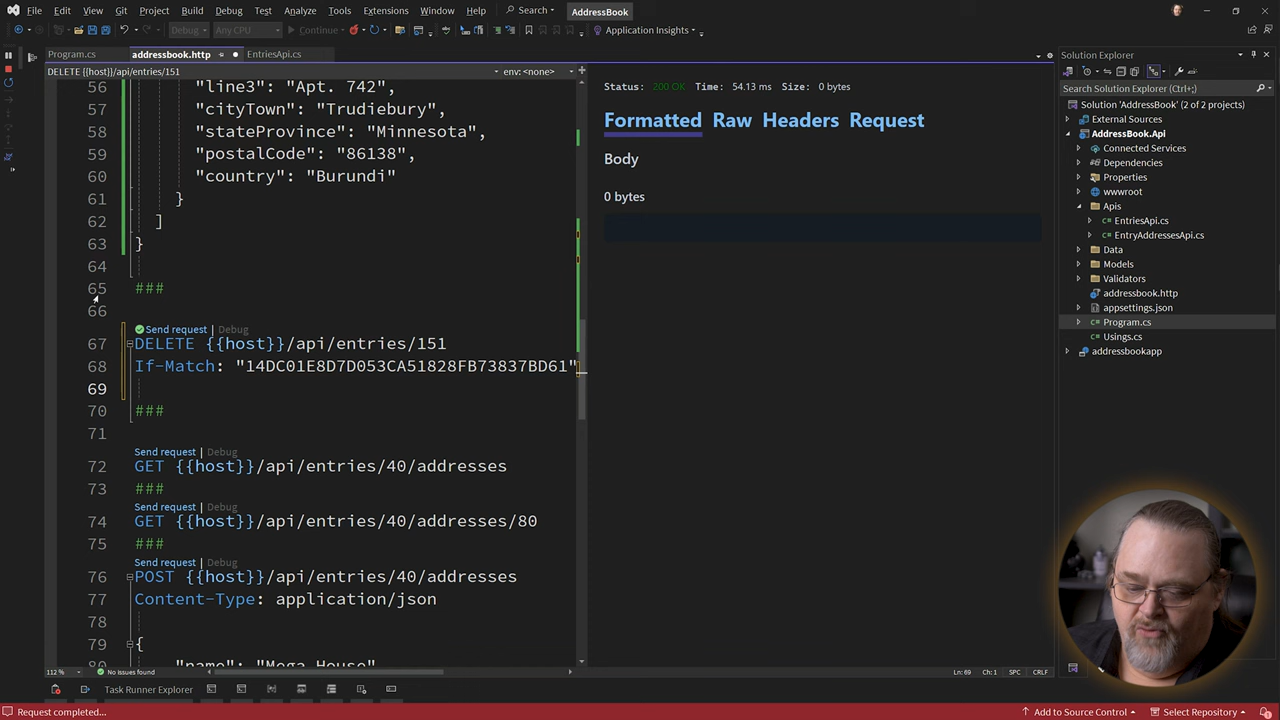 File Edit View Git Project Build Debug Test Analyze Tools Extensions Window Help Search AddressBook
Debug Any CPU Continue Application Insights
Program.cs addressbook.http EntriesApi.cs
DELETE {{host}}/api/entries/151 env: <none>
56 "line3": "Apt. 742",
57 "cityTown": "Trudiebury",
58 "stateProvince": "Minnesota",
59 "postalCode": "86138",
60 "country": "Burundi"
61 }
62 ]
63 }
64
65 ###
66
Send request | Debug
67 DELETE {{host}}/api/entries/151
68 If-Match: "14DC01E8D7D053CA51828FB73837BD61"
69
70 ###
71
Send request | Debug
72 GET {{host}}/api/entries/40/addresses
73 ###
Send request | Debug
74 GET {{host}}/api/entries/40/addresses/80
75 ###
Send request | Debug
76 POST {{host}}/api/entries/40/addresses
77 Content-Type: application/json
78
79 {
80 "name": "Mega House"
112 % No issues found Ln: 69 Ch: 1 SPC CRLF
Status: 200 OK Time: 54.13 ms Size: 0 bytes
Formatted Raw Headers Request
Body
0 bytes
Solution Explorer
Search Solution Explorer (Ctrl+;)
Solution 'AddressBook' (2 of 2 projects)
External Sources
AddressBook.Api
Connected Services
Dependencies
Properties
wwwroot
Apis
C# EntriesApi.cs
C# EntryAddressesApi.cs
Data
Models
Validators
addressbook.http
appsettings.json
C# Program.cs
C# Usings.cs
addressbookapp
Task Runner Explorer
Request completed... Add to Source Control Select Repository